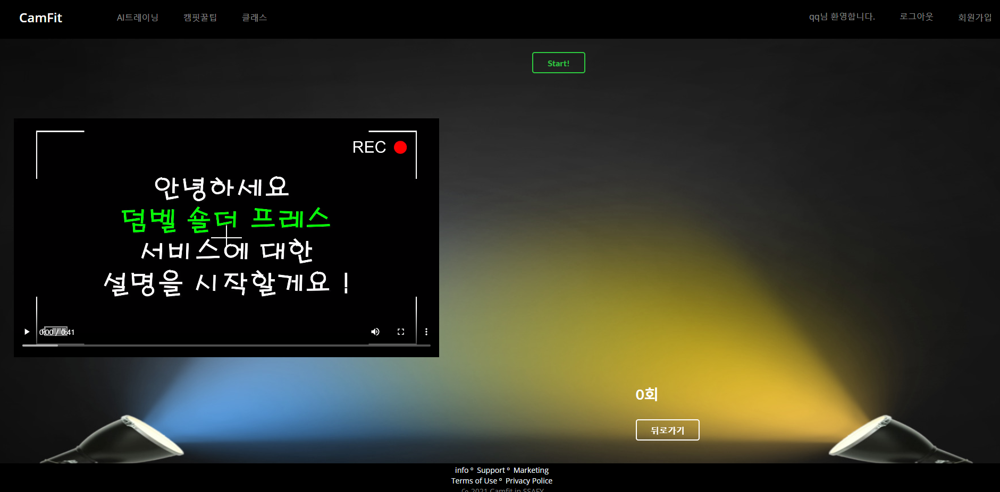 CamFit AI트레이닝 캠핏꿀팁 클래스 qq님 환영합니다. 로그아웃 회원가입
Start!
REC
안녕하세요
덤벨 숄더 프레스
서비스에 대한
설명을 시작할게요 !
0:00 / 0:41
0회
뒤로가기
info º Support º Marketing
Terms of Use º Privacy Police
2021 Camfit in SSAFY